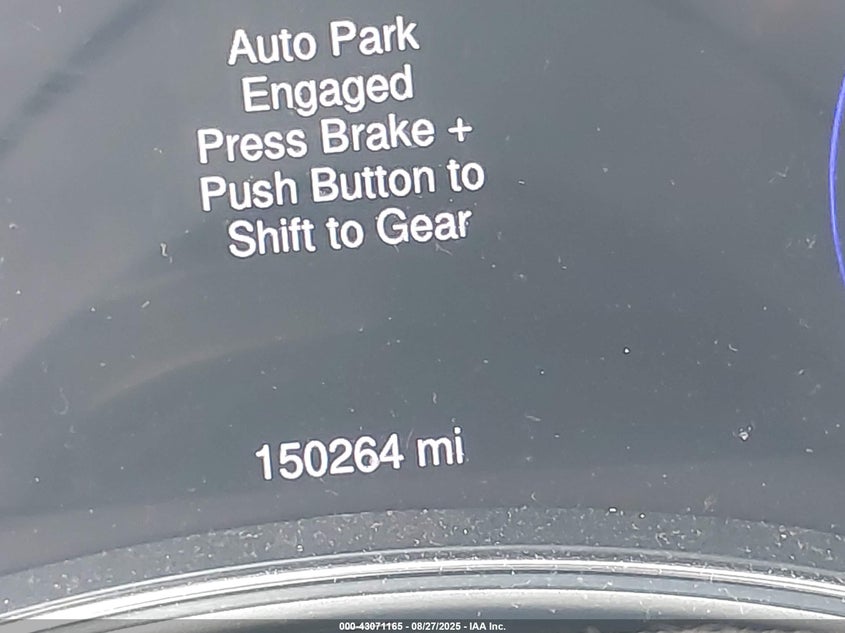 Auto Park
Engaged
Press Brake +
Push Button to
Shift to Gear
150264 mi
000-43071165 - 08/27/2025 - IAA Inc.